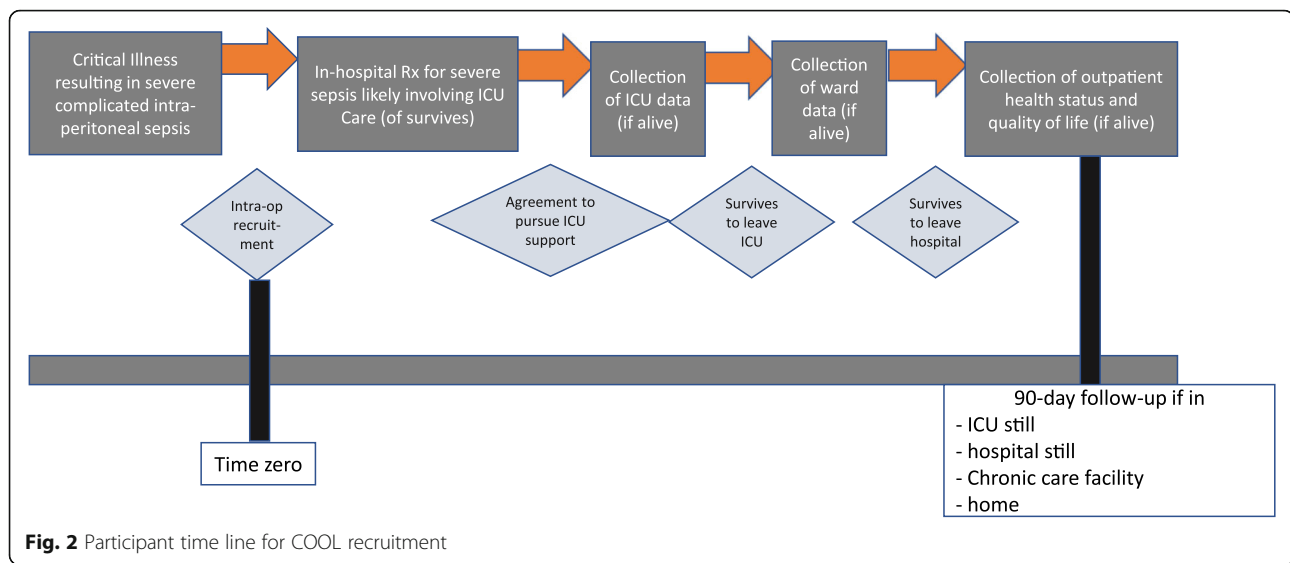 Critical Illness
resulting in severe
complicated intra-
peritoneal sepsis
In-hospital Rx for severe
sepsis likely involving ICU
Care (of survives)
Collection
of ICU data
(if alive)
Collection
of ward
data (if
alive)
Collection of outpatient
health status and
quality of life (if alive)
Intra-op
recruit-
ment
Agreement to
pursue ICU
support
Survives
to leave
ICU
Survives
to leave
hospital
Time zero
90-day follow-up if in
- ICU still
- hospital still
- Chronic care facility
- home
Fig. 2 Participant time line for COOL recruitment